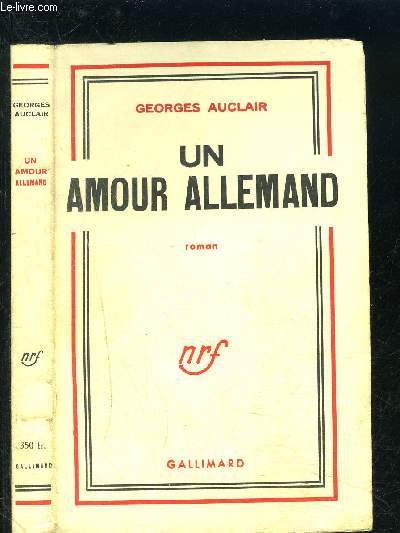 Le-livre.com
GEORGES
AUCLAIR
UN
AMOUR
ALLEMAND
nrf
350 fr.
GALLIMARD
GEORGES AUCLAIR
UN
AMOUR ALLEMAND
roman
nrf
GALLIMARD